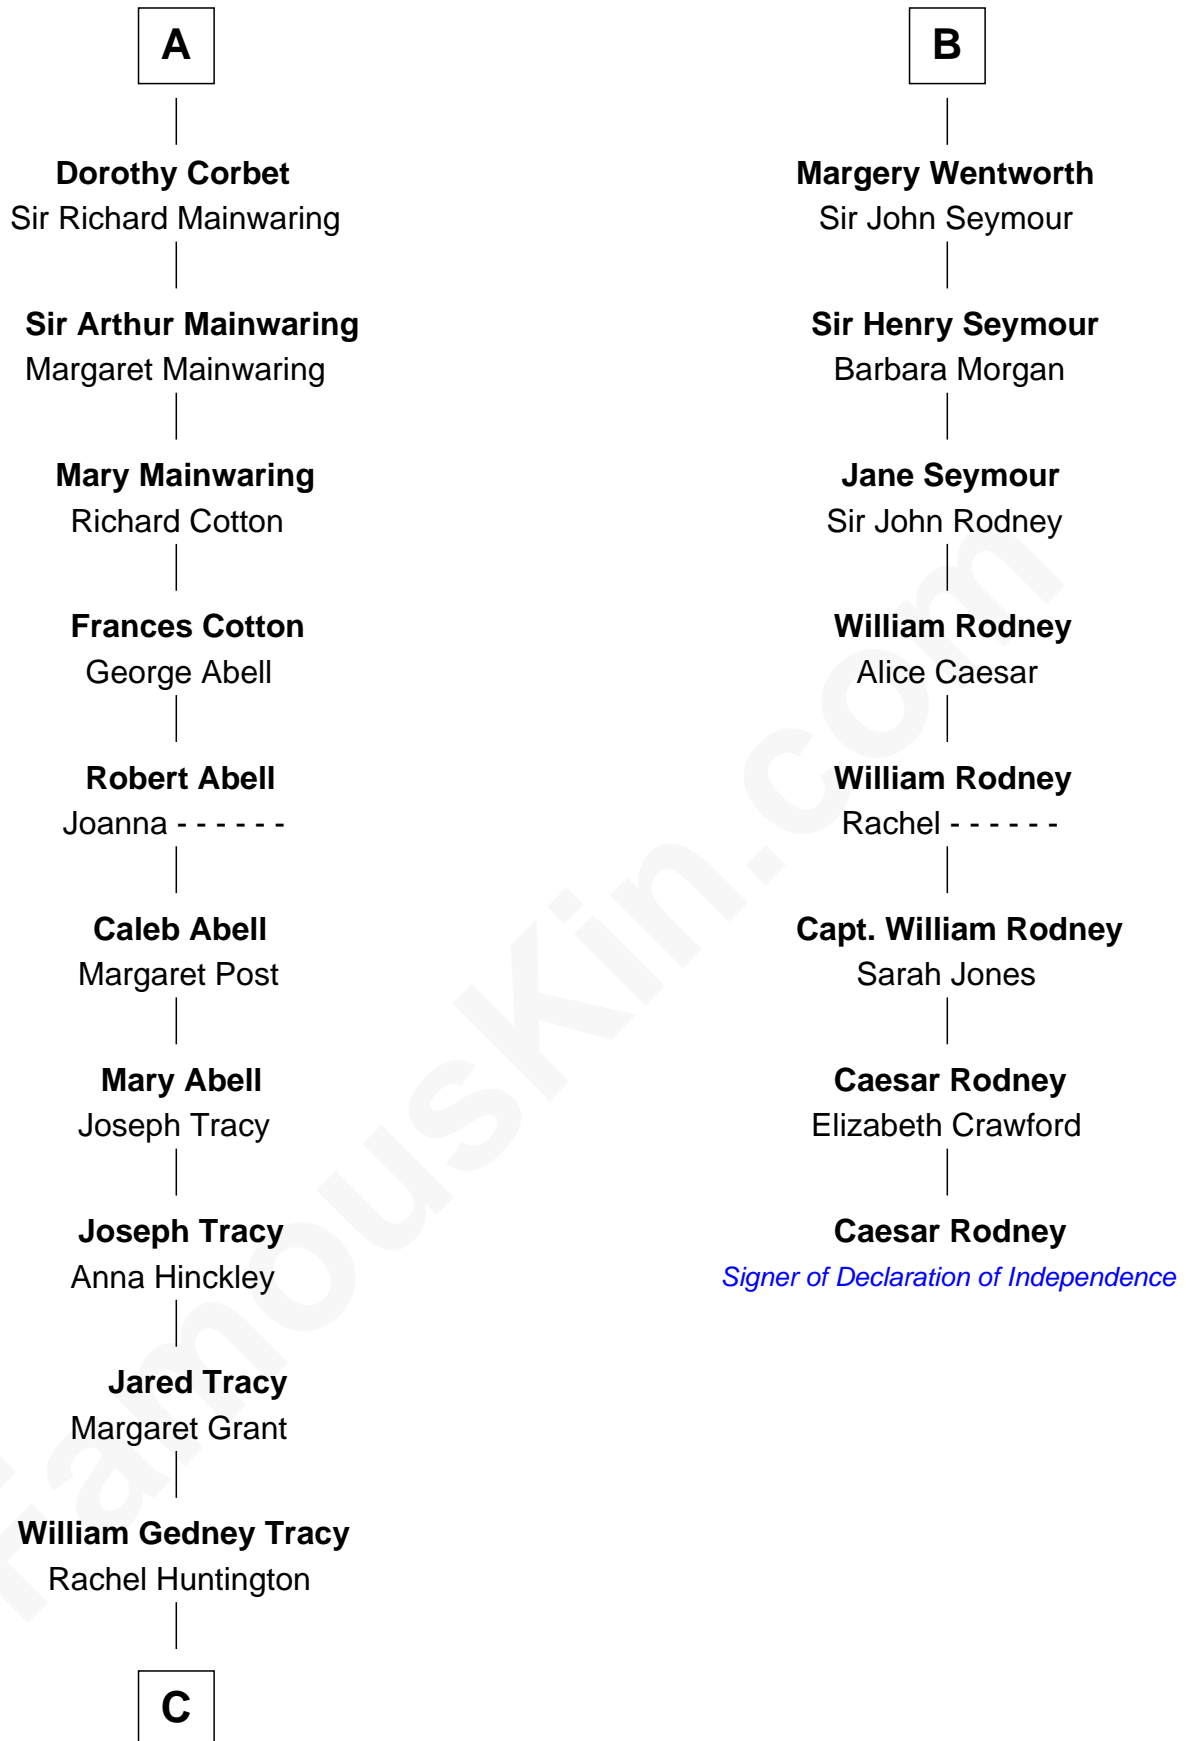 A
Dorothy Corbet
Sir Richard Mainwaring
Sir Arthur Mainwaring
Margaret Mainwaring
Mary Mainwaring
Richard Cotton
Frances Cotton
George Abell
Robert Abell
Joanna - - - - - -
Caleb Abell
Margaret Post
Mary Abell
Joseph Tracy
Joseph Tracy
Anna Hinckley
Jared Tracy
Margaret Grant
William Gedney Tracy
Rachel Huntington
C
B
Margery Wentworth
Sir John Seymour
Sir Henry Seymour
Barbara Morgan
Jane Seymour
Sir John Rodney
William Rodney
Alice Caesar
William Rodney
Rachel - - - - - -
Capt. William Rodney
Sarah Jones
Caesar Rodney
Elizabeth Crawford
Caesar Rodney
Signer of Declaration of Independence
FamousKin.com